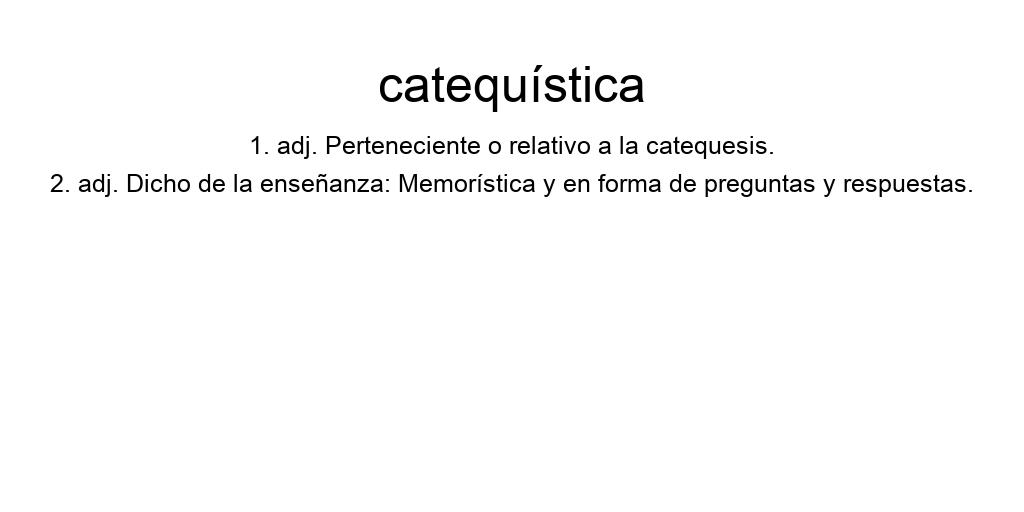 catequística
1. adj. Perteneciente o relativo a la catequesis.
2. adj. Dicho de la enseñanza: Memorística y en forma de preguntas y respuestas.